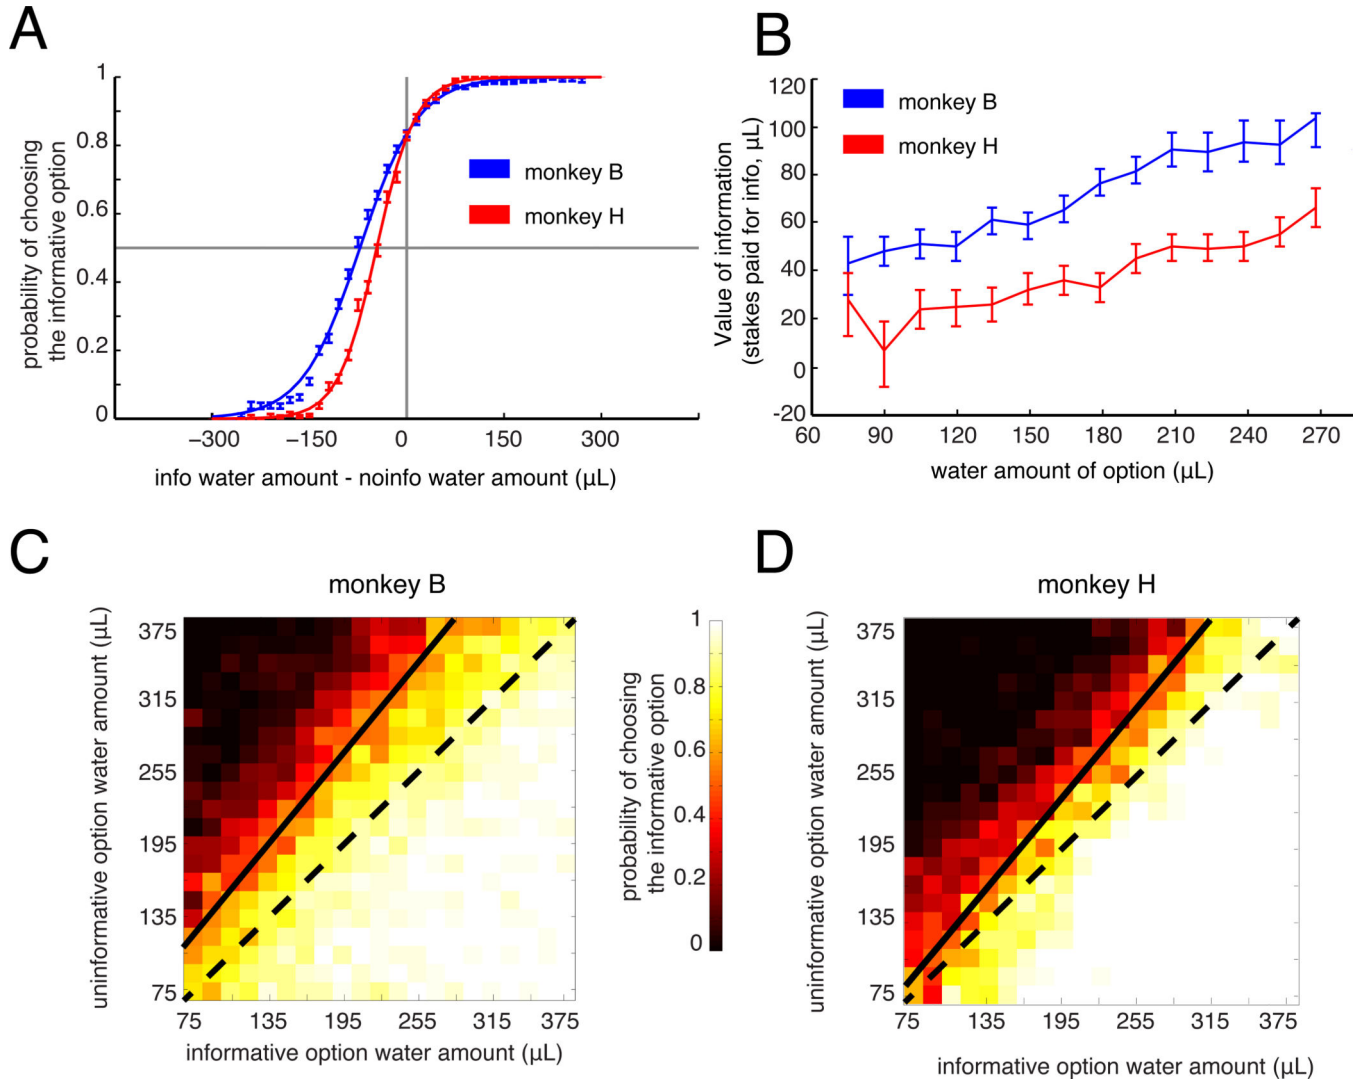 A
1
0.8
0.6
0.4
0.2
0
probability of choosing
the informative option
monkey B
monkey H
−300
−150
0
150
300
info water amount - noinfo water amount (µL)
B
120
100
80
60
40
20
0
-20
Value of information
(stakes paid for info, µL)
monkey B
monkey H
60
90
120
150
180
210
240
270
water amount of option (µL)
C
monkey B
uninformative option water amount (µL)
375
315
255
195
135
75
75
135
195
255
315
375
informative option water amount (µL)
probability of choosing
the informative option
1
0.8
0.6
0.4
0.2
0
D
monkey H
uninformative option water amount (µL)
375
315
255
195
135
75
75
135
195
255
315
375
informative option water amount (µL)